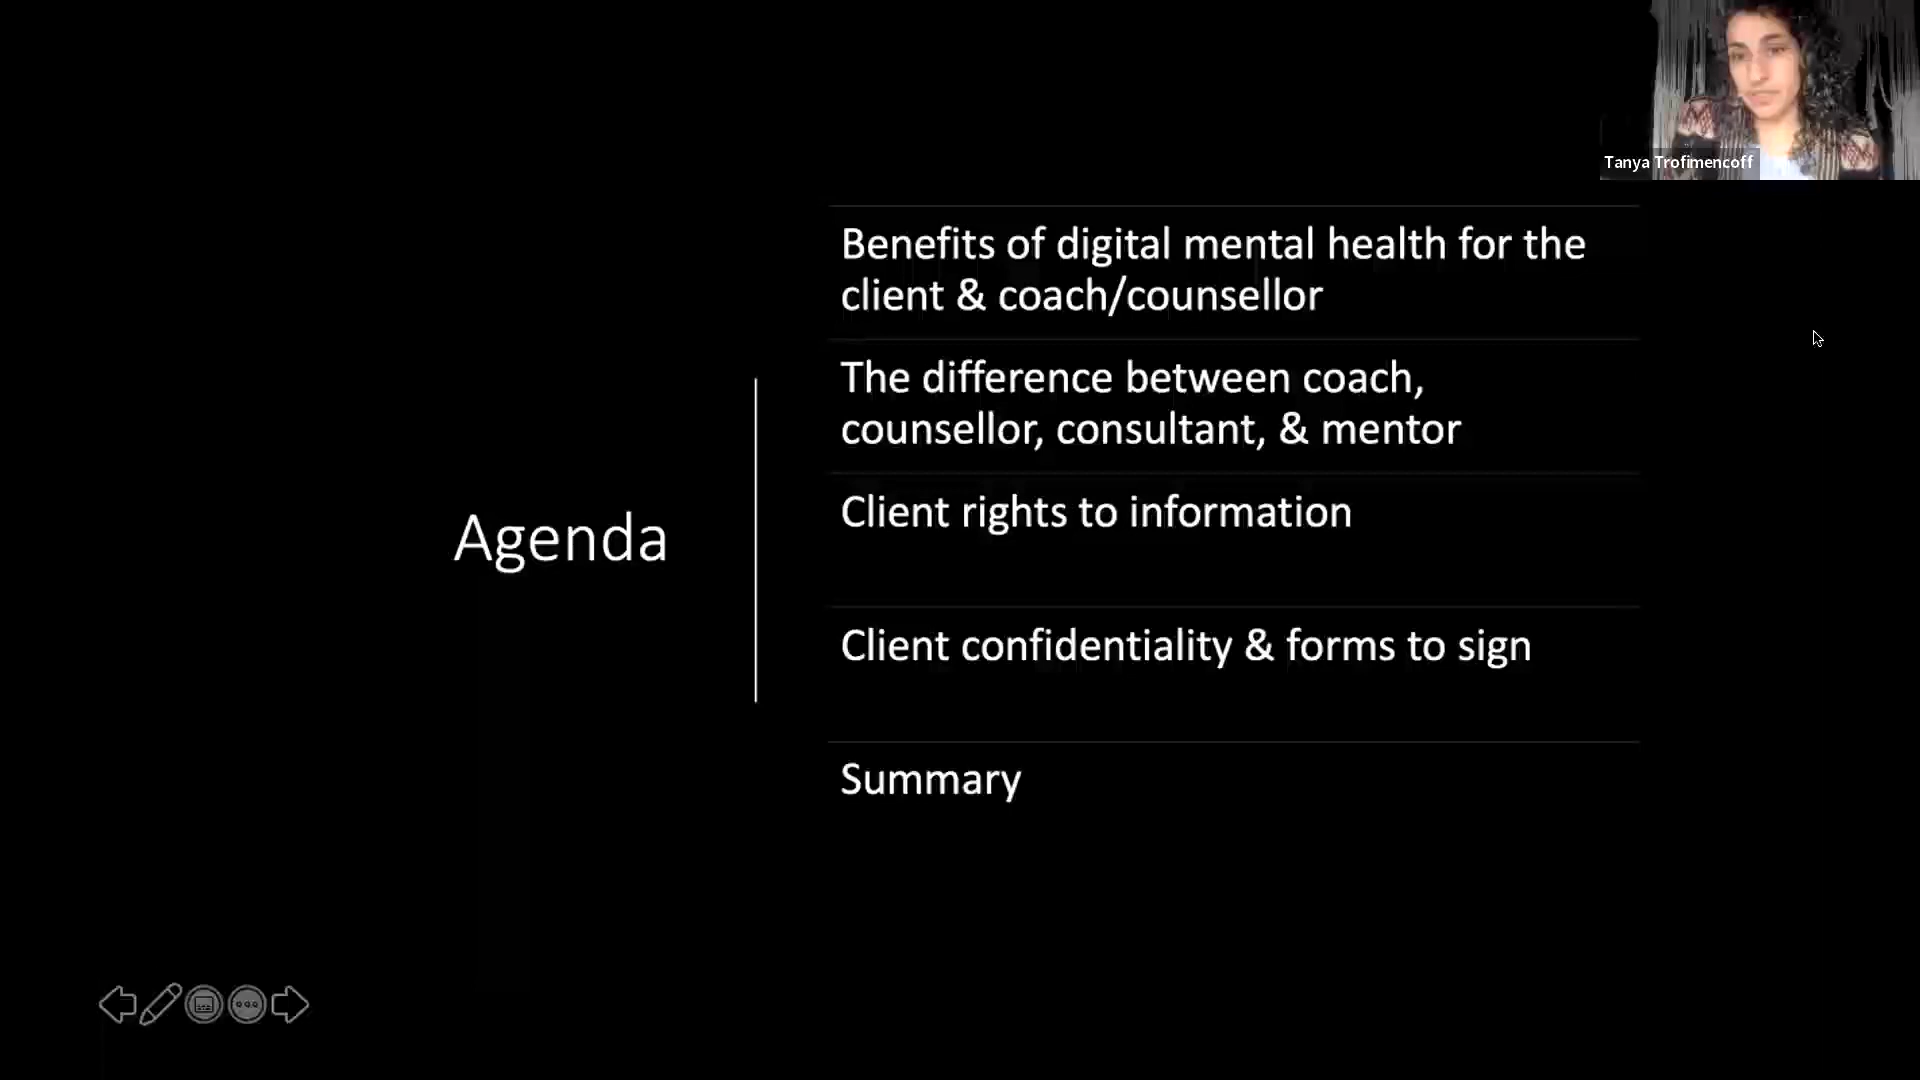 Tanya Trofimencoff
Agenda
Benefits of digital mental health for the
client & coach/counsellor
The difference between coach,
counsellor, consultant, & mentor
Client rights to information
Client confidentiality & forms to sign
Summary